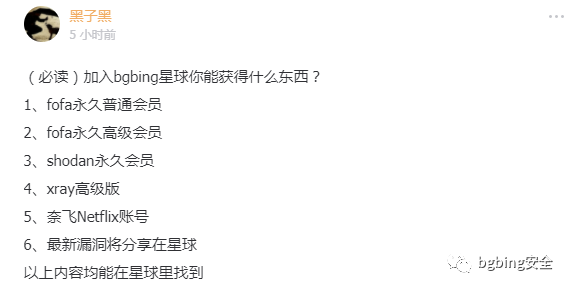 黑子黑
5 小时前
（必读）加入bgbing星球你能获得什么东西？
1、fofa永久普通会员
2、fofa永久高级会员
3、shodan永久会员
4、xray高级版
5、奈飞Netflix账号
6、最新漏洞将分享在星球
以上内容均能在星球里找到
bgbing安全